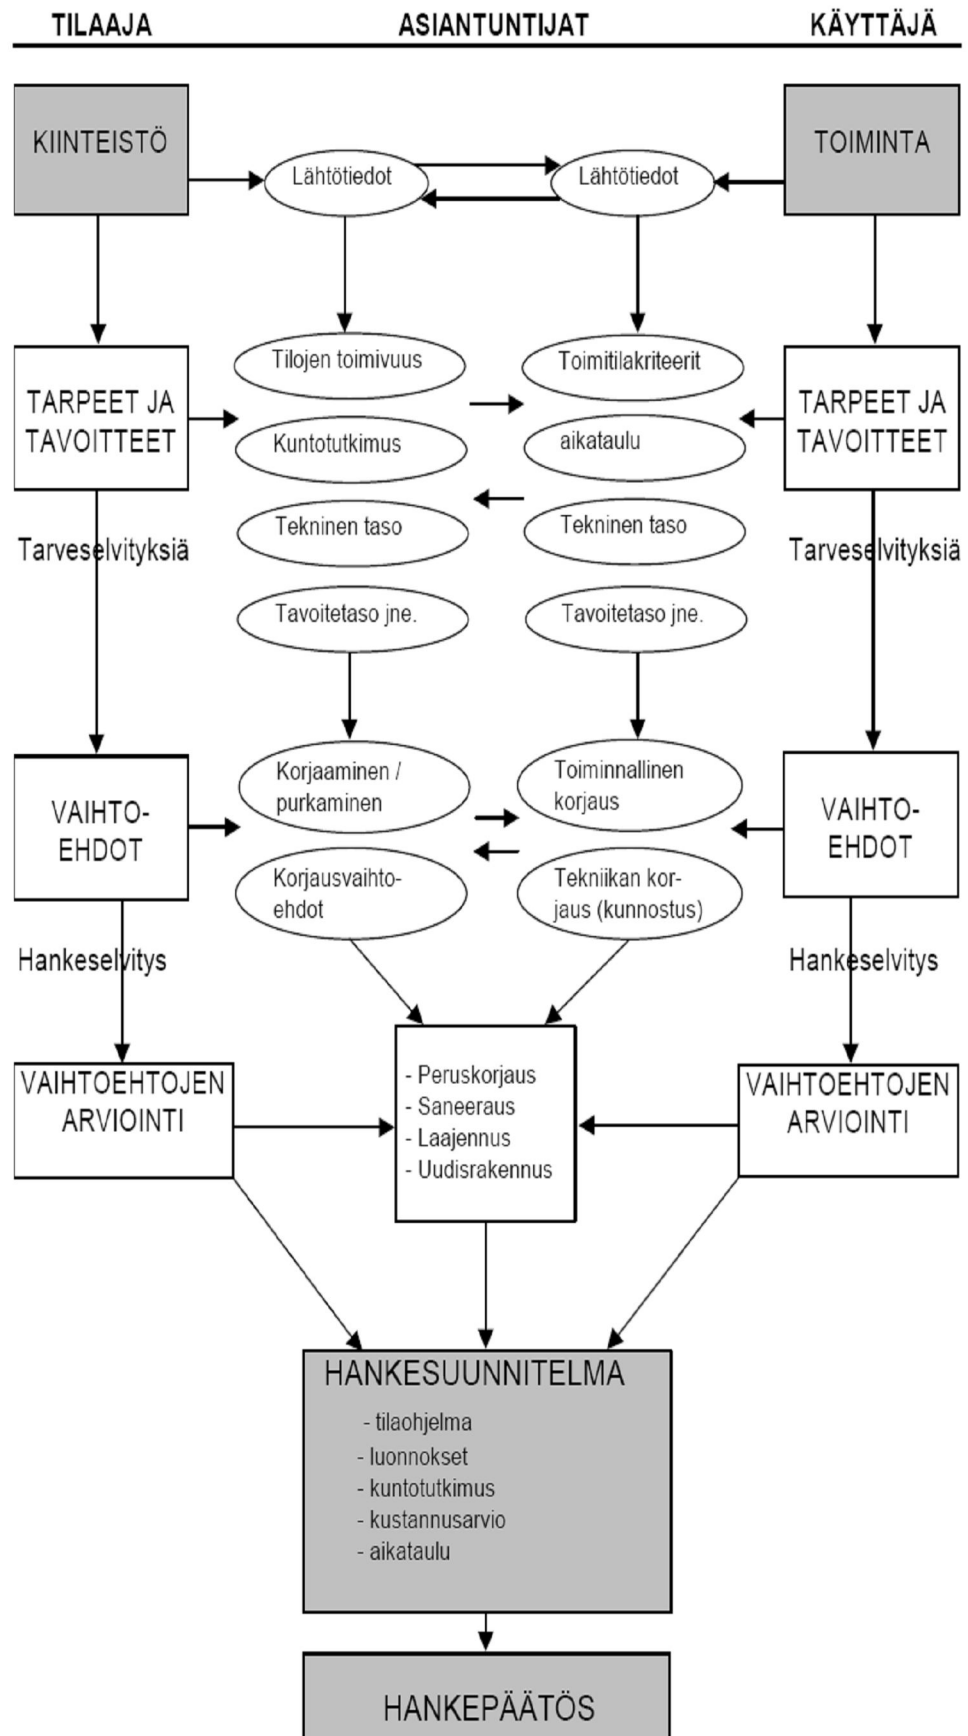 TILAAJA
ASIANTUNTIJAT
KÄYTTÄJÄ
KIINTEISTÖ
Lähtötiedot
Lähtötiedot
TOIMINTA
TARPEET JA
TAVOITTEET
Tilojen toimivuus
Kuntotutkimus
Tekninen taso
Tavoitetaso jne.
Toimitilakriteerit
aikataulu
Tekninen taso
Tavoitetaso jne.
TARPEET JA
TAVOITTEET
Tarveselvityksiä
Tarveselvityksiä
VAIHTO-
EHDOT
Korjaaminen /
purkaminen
Korjausvaihto-
ehdot
Toiminnallinen
korjaus
Tekniikan kor-
jaus (kunnostus)
VAIHTO-
EHDOT
Hankeselvitys
Hankeselvitys
VAIHTOEHTOJEN
ARVIOINTI
- Peruskorjaus
- Saneeraus
- Laajennus
- Uudisrakennus
VAIHTOEHTOJEN
ARVIOINTI
HANKESUUNNITELMA
- tilaohjelma
- luonnokset
- kuntotutkimus
- kustannusarvio
- aikataulu
HANKEPÄÄTÖS